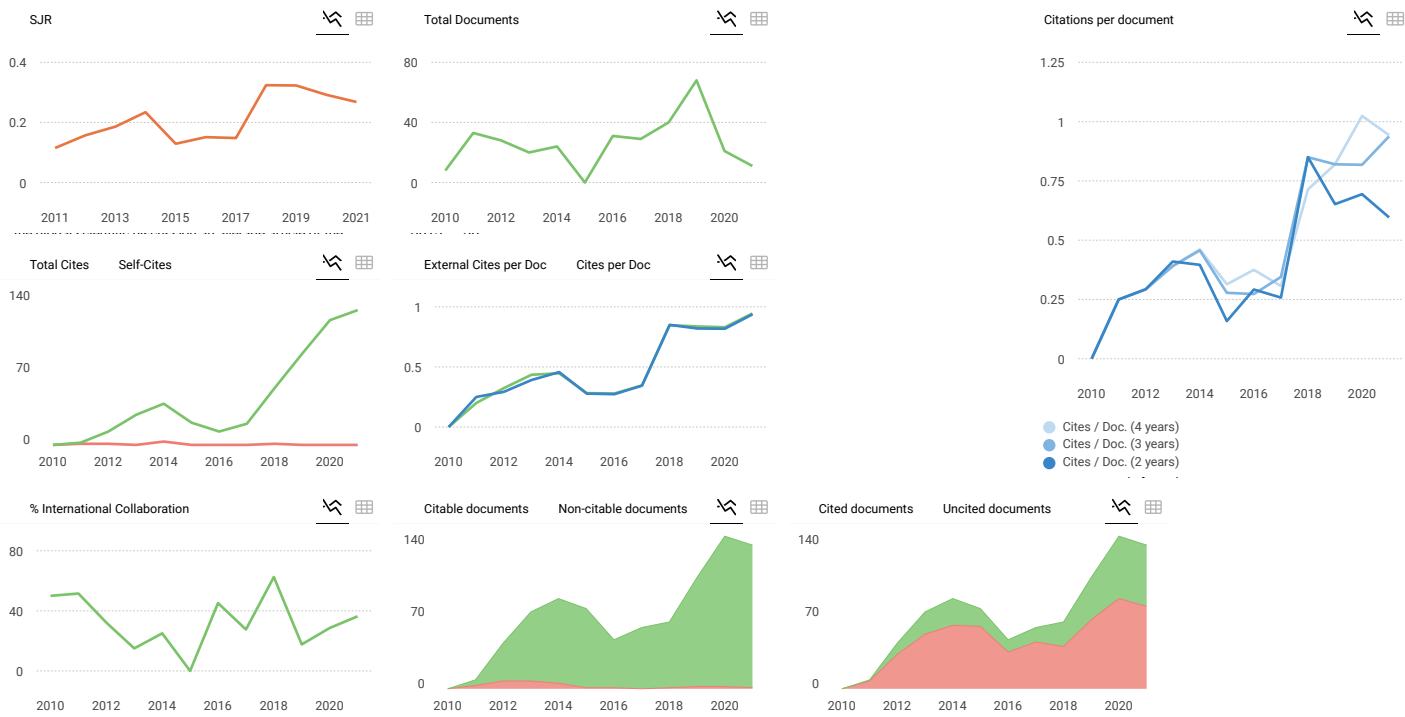 SJR
0.4
0.2
0
2011 2013 2015 2017 2019 2021
Total Documents
80
40
0
2010 2012 2014 2016 2018 2020
Citations per document
1.25
1
0.75
0.5
0.25
0
2010 2012 2014 2016 2018 2020
Cites / Doc. (4 years)
Cites / Doc. (3 years)
Cites / Doc. (2 years)
Total Cites Self-Cites
140
70
0
2010 2012 2014 2016 2018 2020
External Cites per Doc Cites per Doc
1
0.5
0
2010 2012 2014 2016 2018 2020
% International Collaboration
80
40
0
2010 2012 2014 2016 2018 2020
Citable documents Non-citable documents
140
70
0
2010 2012 2014 2016 2018 2020
Cited documents Uncited documents
140
70
0
2010 2012 2014 2016 2018 2020